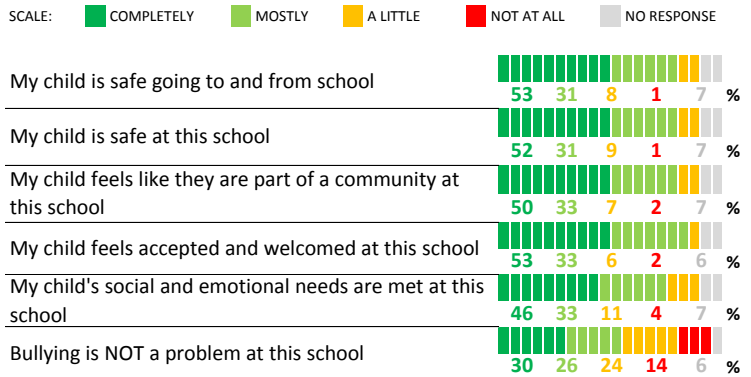 SCALE: COMPLETELY MOSTLY A LITTLE NOT AT ALL NO RESPONSE
My child is safe going to and from school
53 31 8 1 7 %
My child is safe at this school
52 31 9 1 7 %
My child feels like they are part of a community at
this school
50 33 7 2 7 %
My child feels accepted and welcomed at this school
53 33 6 2 6 %
My child's social and emotional needs are met at this
school
46 33 11 4 7 %
Bullying is NOT a problem at this school
30 26 24 14 6 %